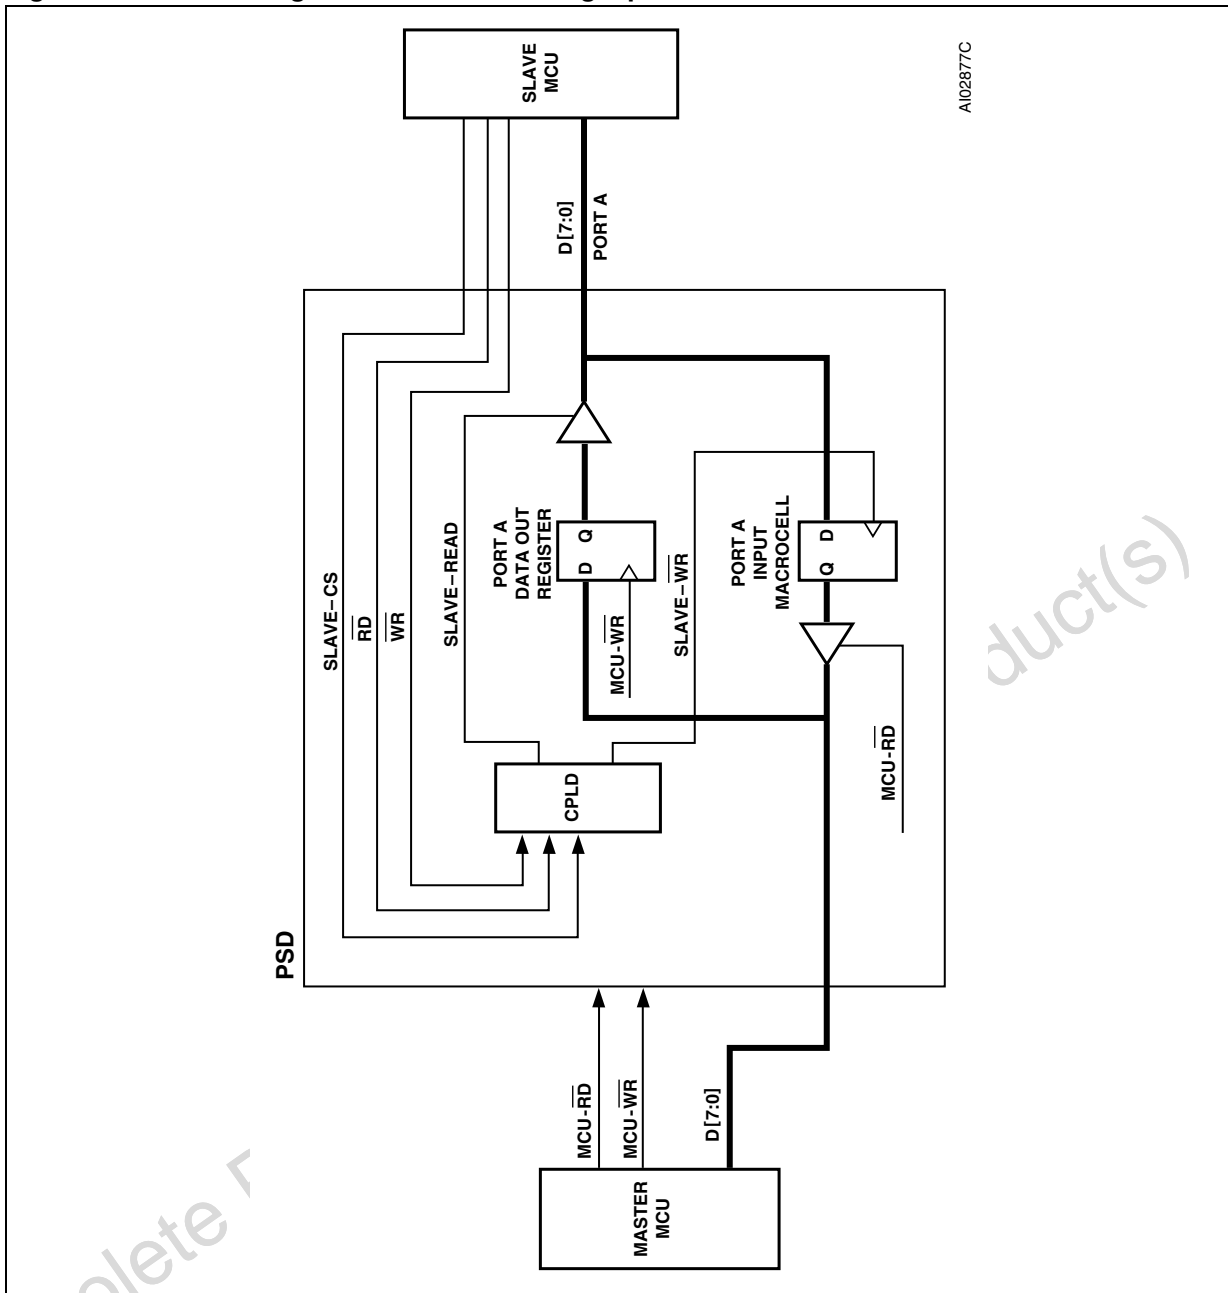 SLAVE
MCU
AI02877C
D[7:0]
PORT A
SLAVE–CS
RD
WR
SLAVE–READ
PORT A
DATA OUT
REGISTER
D Q
MCU-WR
SLAVE–WR
PORT A
INPUT
MACROCELL
Q D
CPLD
MCU-RD
PSD
MCU-RD
MCU-WR
D[7:0]
MASTER
MCU
duct(s)